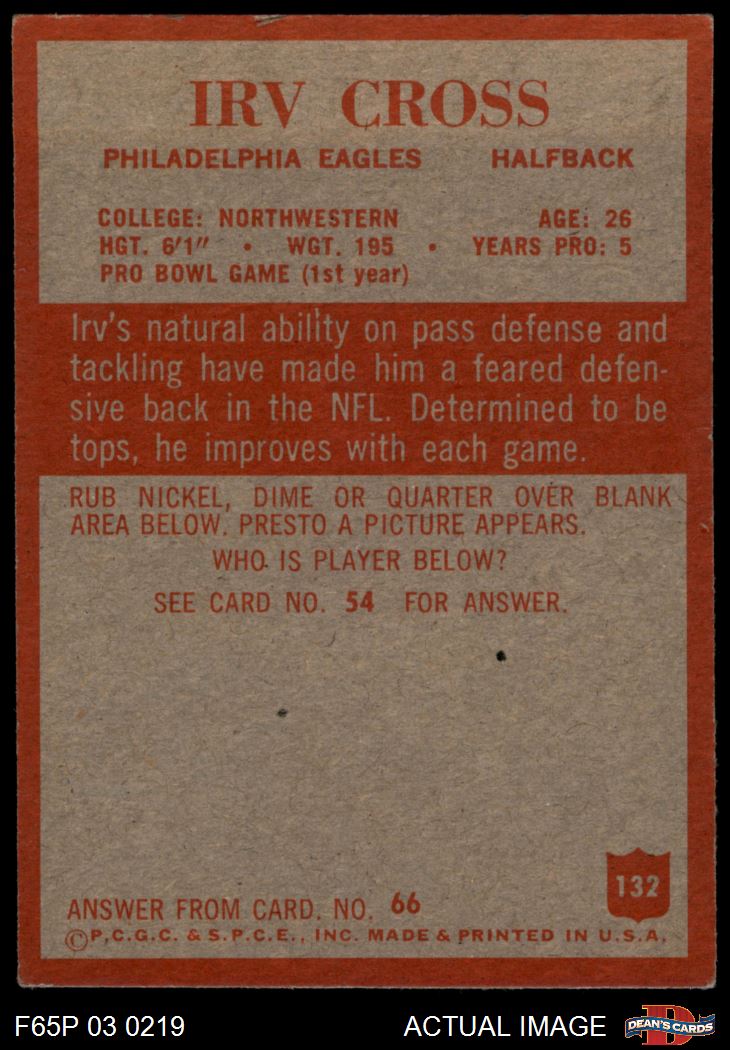 IRV CROSS
PHILADELPHIA EAGLES HALFBACK
COLLEGE: NORTHWESTERN AGE: 26
HGT. 6'1" • WGT. 195 • YEARS PRO: 5
PRO BOWL GAME (1st year)
Irv's natural ability on pass defense and
tackling have made him a feared defen-
sive back in the NFL. Determined to be
tops, he improves with each game.
RUB NICKEL, DIME OR QUARTER OVER BLANK
AREA BELOW. PRESTO A PICTURE APPEARS.
WHO IS PLAYER BELOW?
SEE CARD NO. 54 FOR ANSWER.
132
ANSWER FROM CARD. NO. 66
©P.C.G.C. & S.P.C.E., INC. MADE & PRINTED IN U.S.A.
F65P 03 0219 ACTUAL IMAGE
D
DEAN'S CARDS